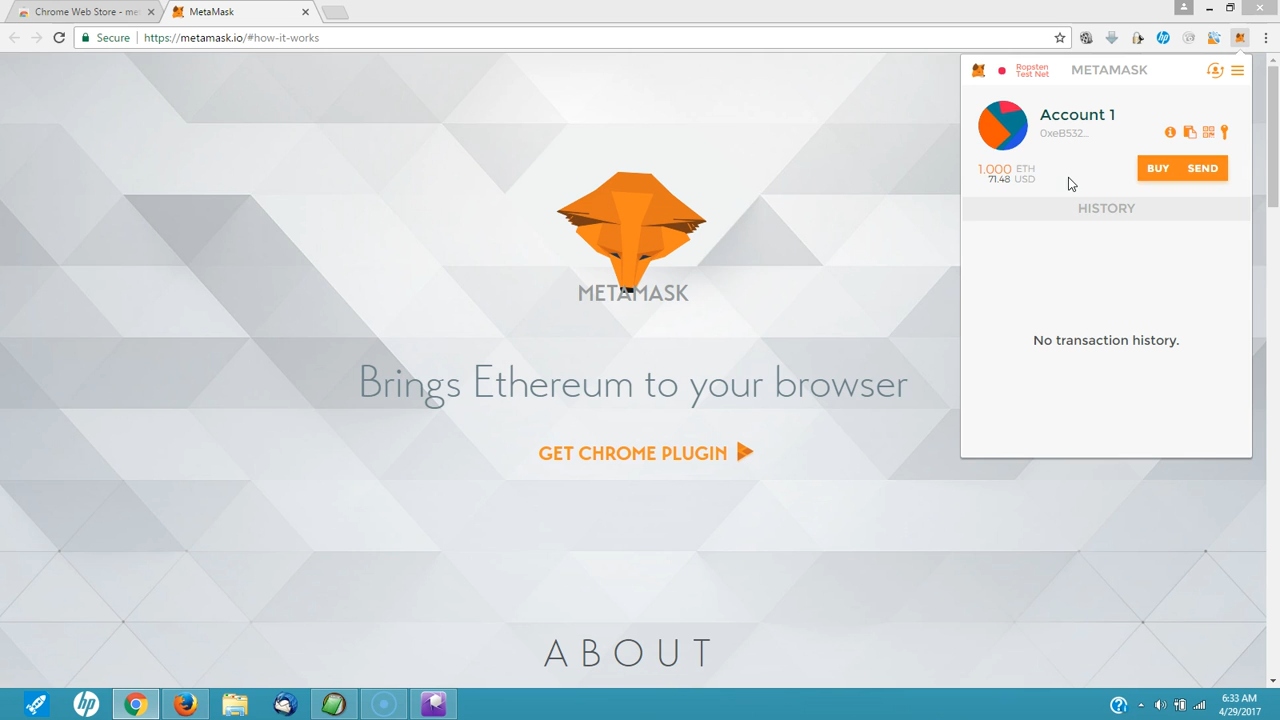 Chrome Web Store - me
MetaMask
Secure
https://metamask.io/#how-it-works
Ropsten
Test Net
METAMASK
Account 1
0xeB532...
1.000 ETH
71.48 USD
BUY
SEND
HISTORY
No transaction history.
METAMASK
Brings Ethereum to your browser
GET CHROME PLUGIN
ABOUT
6:33 AM
4/29/2017